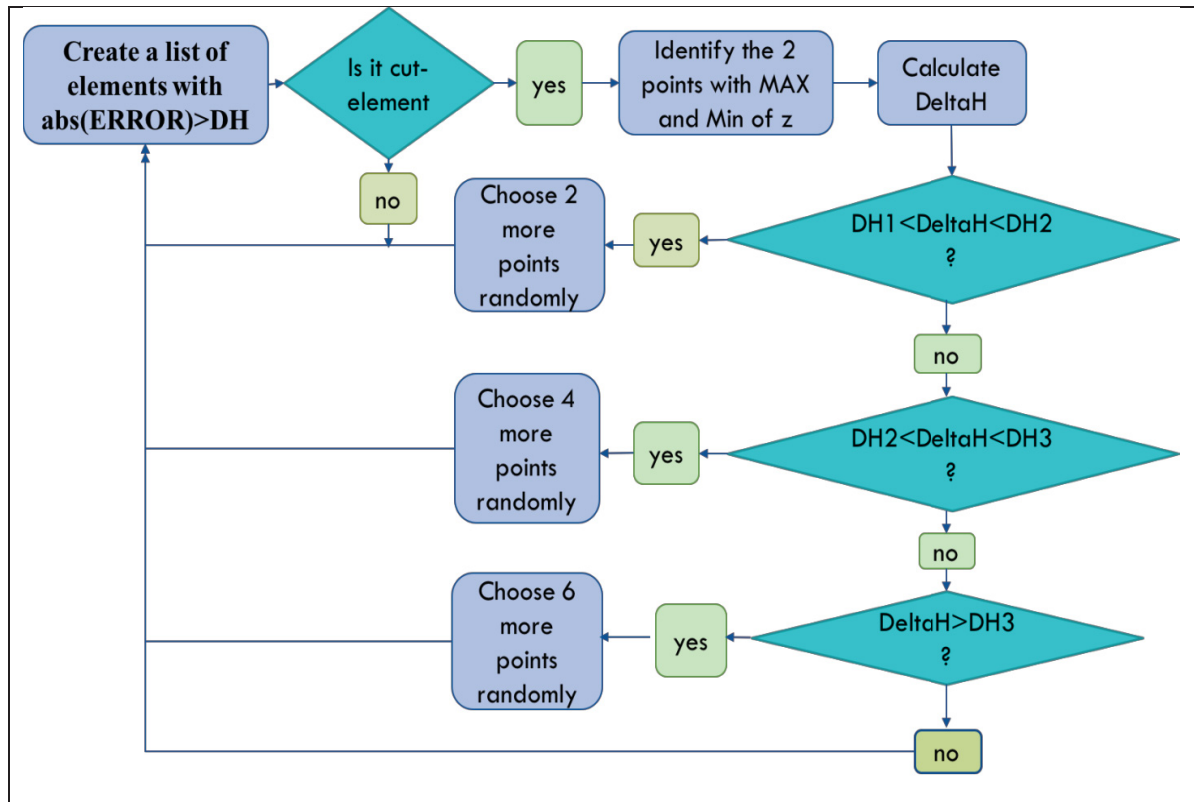 Create a list of
elements with
abs(ERROR)>DH
Is it cut-
element
yes
Identify the 2
points with MAX
and Min of z
Calculate
DeltaH
no
Choose 2
more
points
randomly
yes
DH1<DeltaH<DH2
?
no
Choose 4
more
points
randomly
yes
DH2<DeltaH<DH3
?
no
Choose 6
more
points
randomly
yes
DeltaH>DH3
?
no